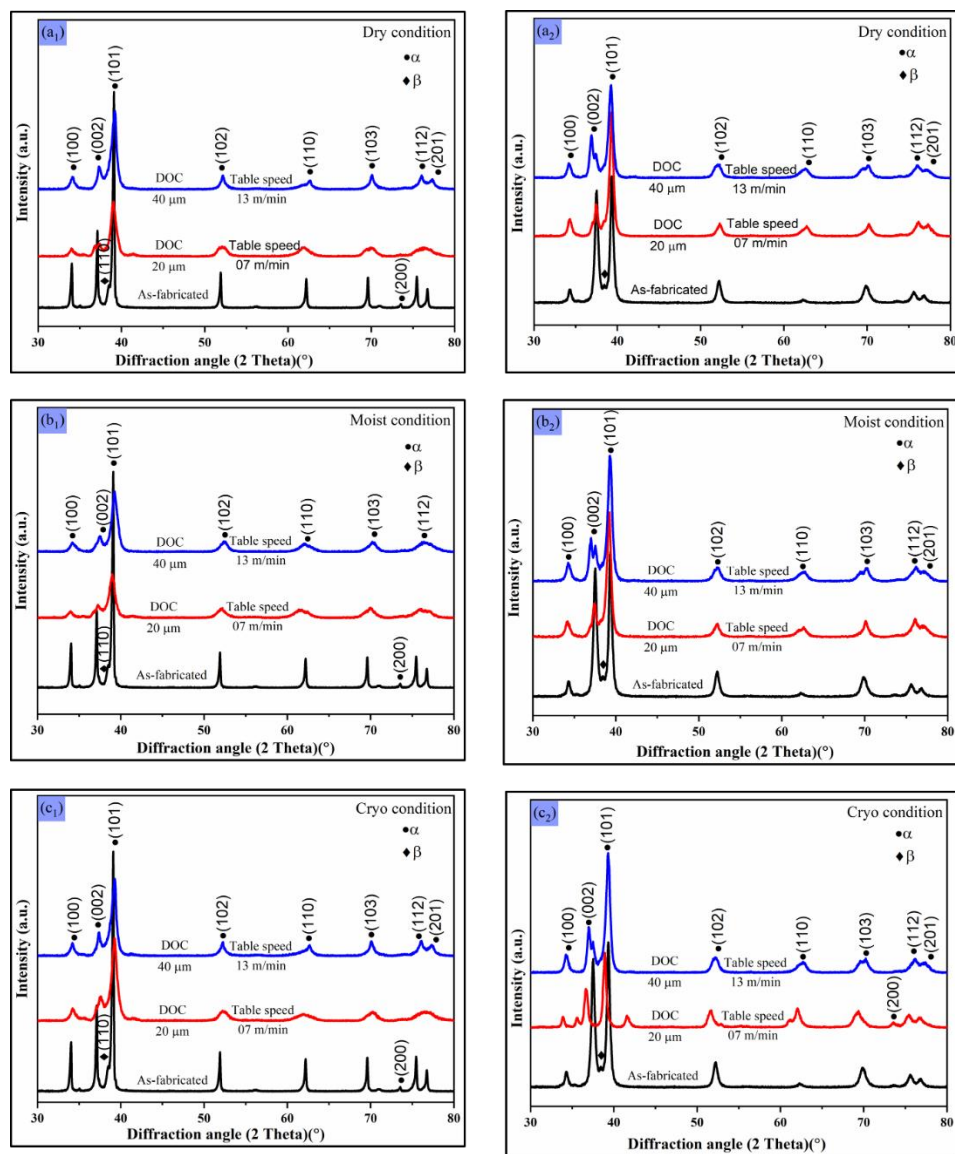 (a₁)
Dry condition
● α
◆ β
(100)
(002)
(101)
(102)
(110)
(103)
(112)
(201)
DOC
40 μm
Table speed
13 m/min
DOC
20 μm
Table speed
07 m/min
(110)
As-fabricated
(200)
30 40 50 60 70 80
Intensity (a.u.)
Diffraction angle (2 Theta)(°)
(a₂)
Dry condition
● α
◆ β
(100)
(002)
(101)
(102)
(110)
(103)
(112)
(201)
DOC
40 μm
Table speed
13 m/min
DOC
20 μm
Table speed
07 m/min
As-fabricated
30 40 50 60 70 80
Intensity (a.u.)
Diffraction angle (2 Theta)(°)
(b₁)
Moist condition
● α
◆ β
(100)
(002)
(101)
(102)
(110)
(103)
(112)
DOC
40 μm
Table speed
13 m/min
DOC
20 μm
Table speed
07 m/min
(110)
As-fabricated
(200)
30 40 50 60 70 80
Intensity (a.u.)
Diffraction angle (2 Theta)(°)
(b₂)
Moist condition
● α
◆ β
(100)
(002)
(101)
(102)
(110)
(103)
(112)
(201)
DOC
40 μm
Table speed
13 m/min
DOC
20 μm
Table speed
07 m/min
As-fabricated
30 40 50 60 70 80
Intensity (a.u.)
Diffraction angle (2 Theta)(°)
(c₁)
Cryo condition
● α
◆ β
(100)
(002)
(101)
(102)
(110)
(103)
(112)
(201)
DOC
40 μm
Table speed
13 m/min
DOC
20 μm
Table speed
07 m/min
(110)
As-fabricated
(200)
30 40 50 60 70 80
Intensity (a.u.)
Diffraction angle (2 Theta)(°)
(c₂)
Cryo condition
● α
◆ β
(100)
(002)
(101)
(102)
(110)
(103)
(112)
(201)
DOC
40 μm
Table speed
13 m/min
DOC
20 μm
Table speed
07 m/min
(200)
As-fabricated
30 40 50 60 70 80
Intensity (a.u.)
Diffraction angle (2 Theta)(°)